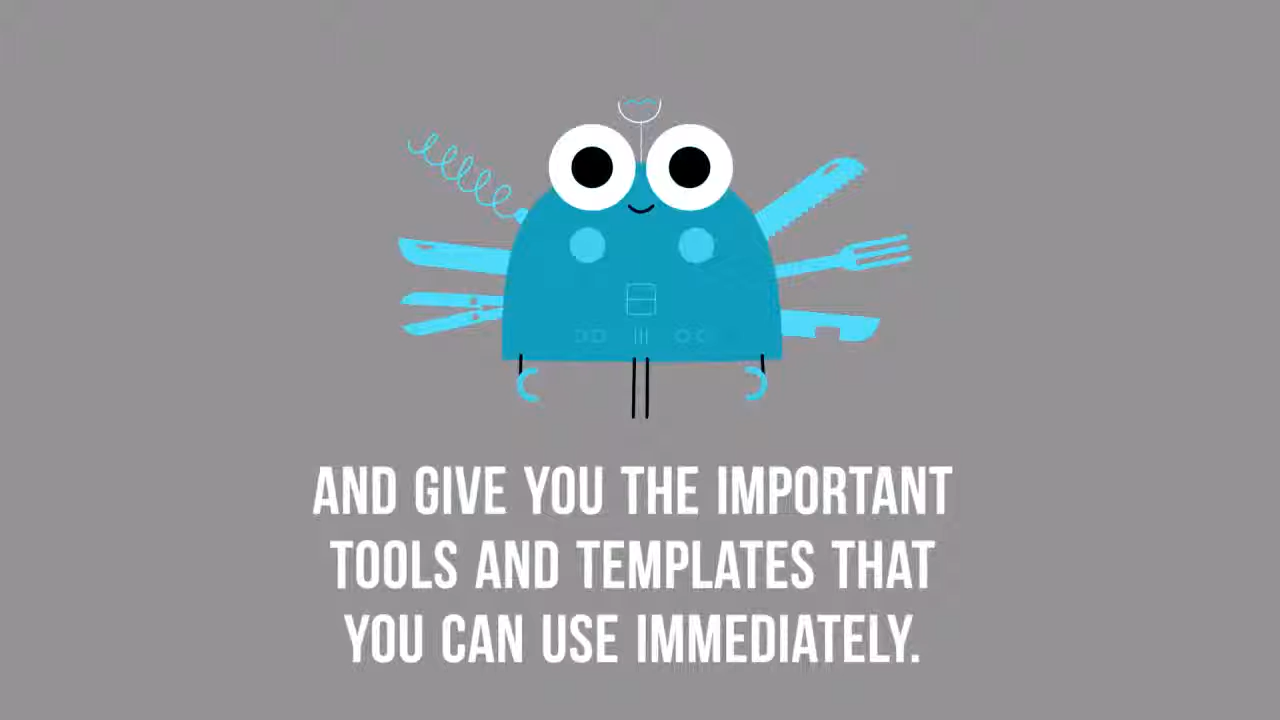 AND GIVE YOU THE IMPORTANT
TOOLS AND TEMPLATES THAT
YOU CAN USE IMMEDIATELY.